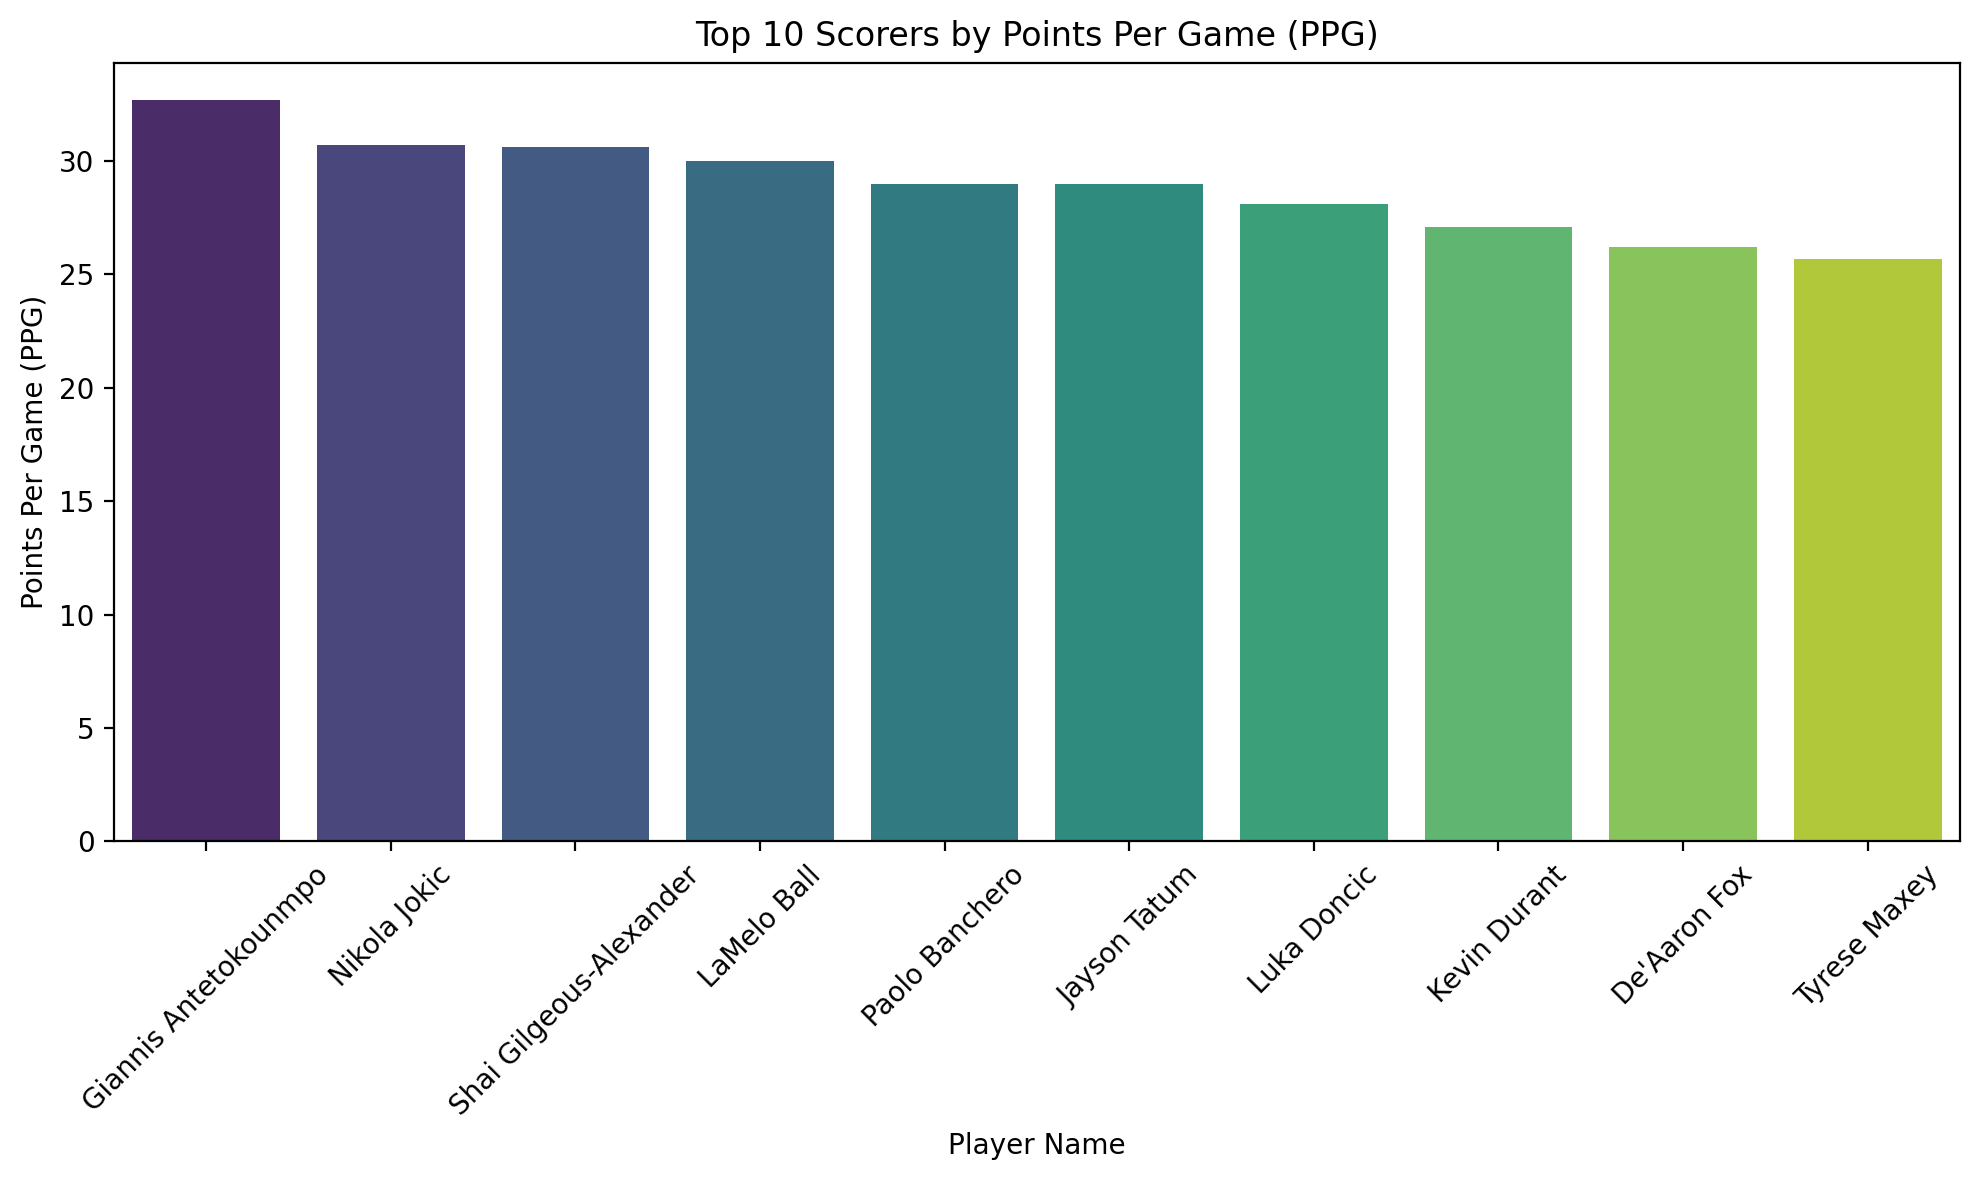 Top 10 Scorers by Points Per Game (PPG)
Points Per Game (PPG)
30
25
20
15
10
5
0
Giannis Antetokounmpo
Nikola Jokic
Shai Gilgeous-Alexander
LaMelo Ball
Paolo Banchero
Jayson Tatum
Luka Doncic
Kevin Durant
De'Aaron Fox
Tyrese Maxey
Player Name